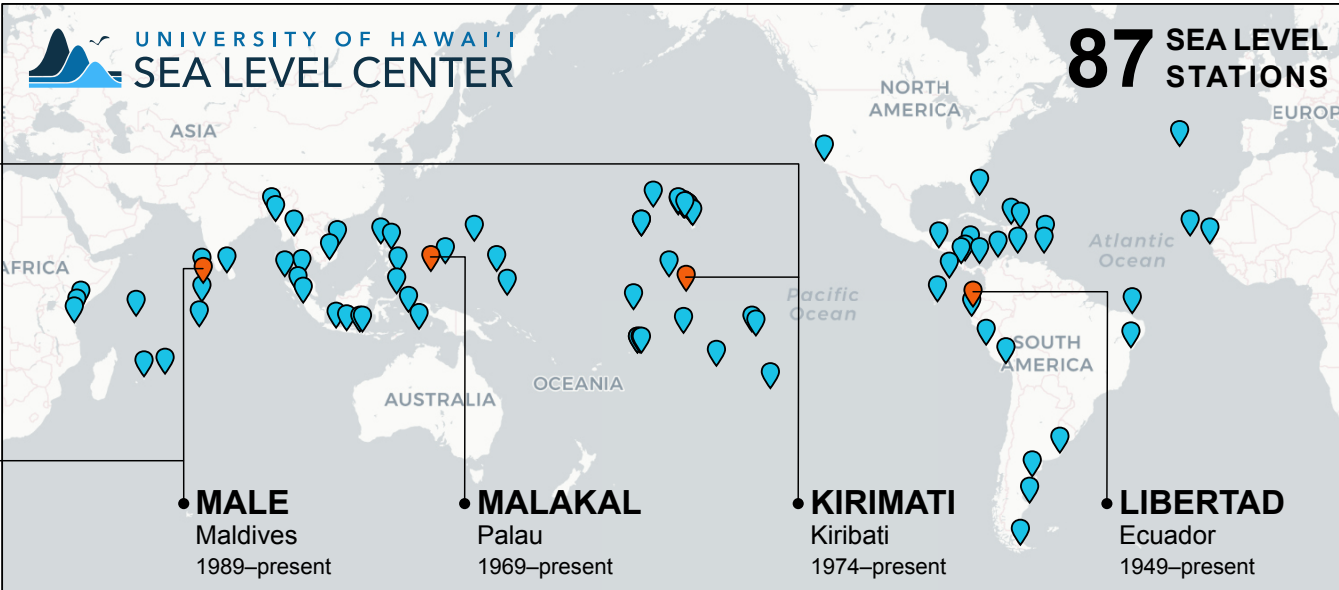 UNIVERSITY OF HAWAIʻI
SEA LEVEL CENTER
87 SEA LEVEL
STATIONS
NORTH
AMERICA
EUROP
ASIA
AFRICA
Atlantic
Ocean
Pacific
Ocean
SOUTH
AMERICA
OCEANIA
AUSTRALIA
MALE
Maldives
1989–present
MALAKAL
Palau
1969–present
KIRIMATI
Kiribati
1974–present
LIBERTAD
Ecuador
1949–present